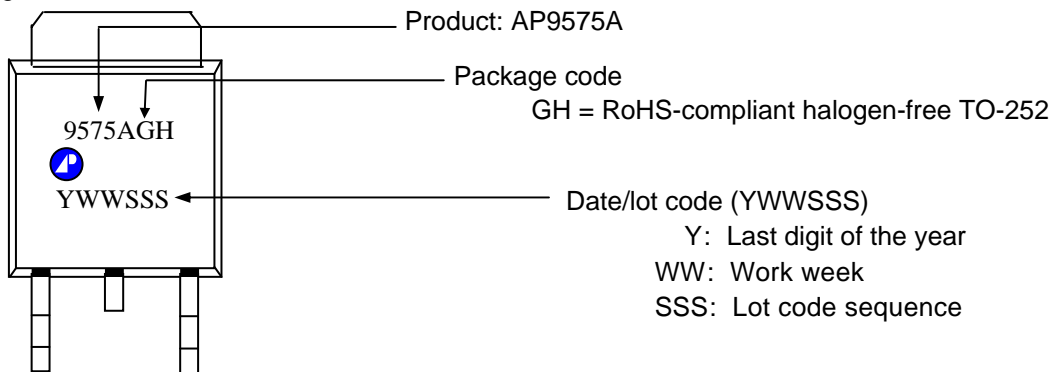 Product: AP9575A
Package code
GH = RoHS-compliant halogen-free TO-252
9575AGH
YWWSSS
Date/lot code (YWWSSS)
Y: Last digit of the year
WW: Work week
SSS: Lot code sequence